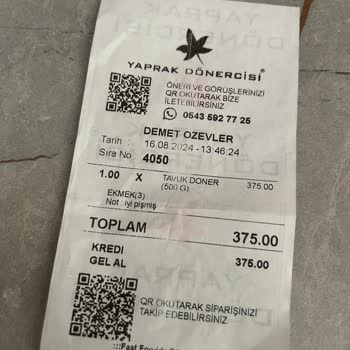 YAPRAK DÖNERCİSİ
ÖNERİ VE GÖRÜŞLERİNİZİ
QR OKUTARAK BİZE
İLETEBİLİRSİNİZ
0543 592 77 25
DEMET OZEVLER
Tarih : 16.08.2024 - 13:46:24
Sıra No 4050
1.00 X TAVUK DONER (500 G) 375.00
EKMEK(3)
Not : iyi pişmiş
TOPLAM 375.00
KREDI
GEL AL 375.00
QR OKUTARAK SİPARİŞİNİZİ
TAKİP EDEBİLİRSİNİZ